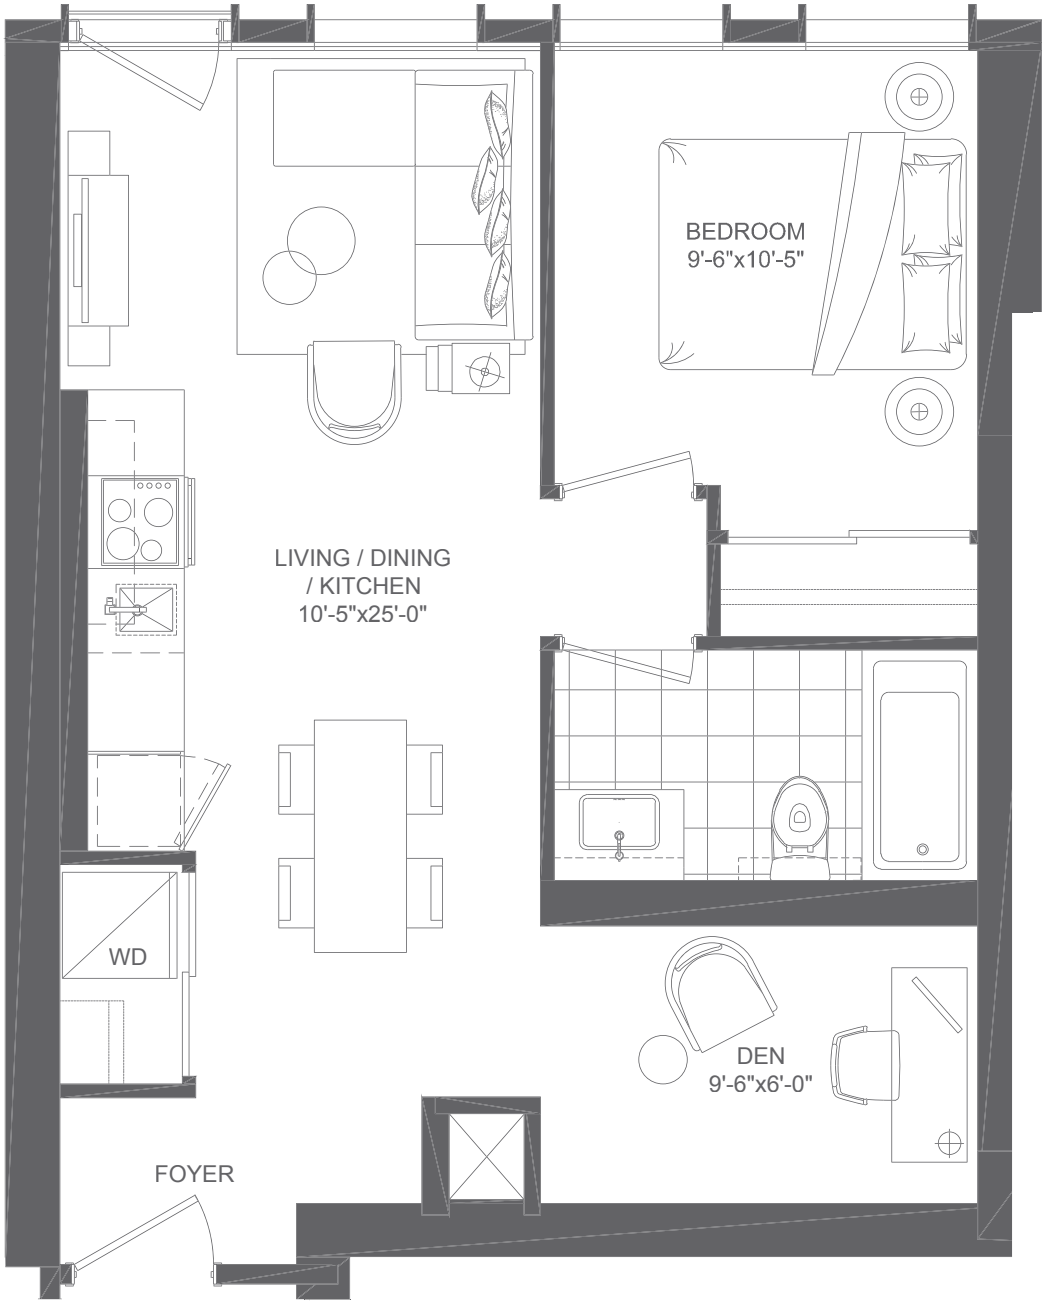 BEDROOM
9'-6"x10'-5"
LIVING / DINING
/ KITCHEN
10'-5"x25'-0"
WD
DEN
9'-6"x6'-0"
FOYER